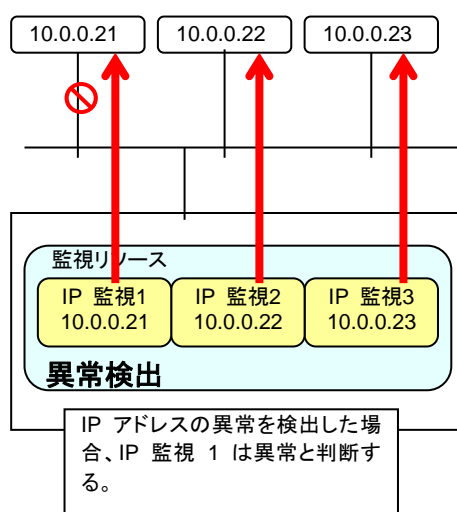 10.0.0.21 10.0.0.22 10.0.0.23
監視リソース
IP 監視1 IP 監視2 IP 監視3
10.0.0.21 10.0.0.22 10.0.0.23
異常検出
IP アドレスの異常を検出した場
合、IP 監視 1 は異常と判断す
る。